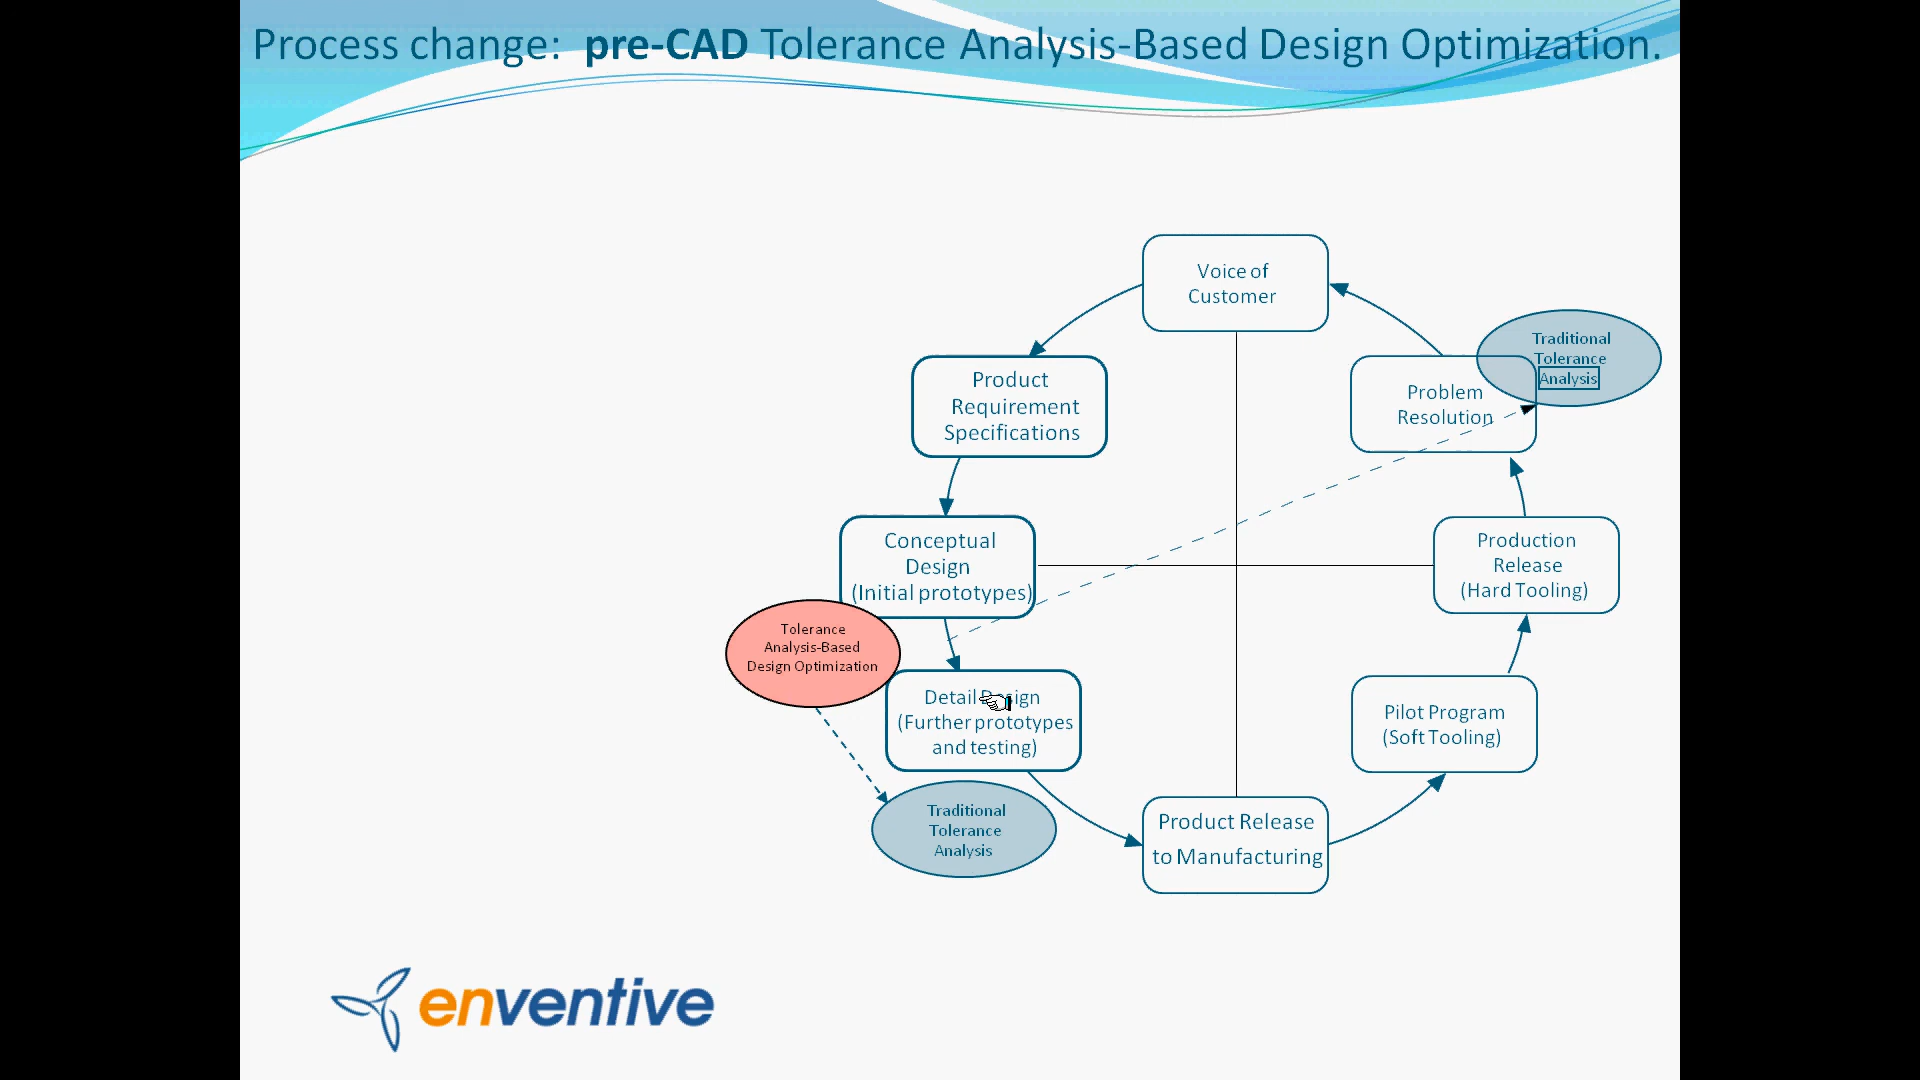 Process change: pre-CAD Tolerance Analysis-Based Design Optimization.
Voice of
Customer
Traditional
Tolerance
Analysis
Product
Requirement
Specifications
Problem
Resolution
Conceptual
Design
(Initial prototypes)
Production
Release
(Hard Tooling)
Tolerance
Analysis-Based
Design Optimization
Detail Design
(Further prototypes
and testing)
Pilot Program
(Soft Tooling)
Traditional
Tolerance
Analysis
Product Release
to Manufacturing
enventive